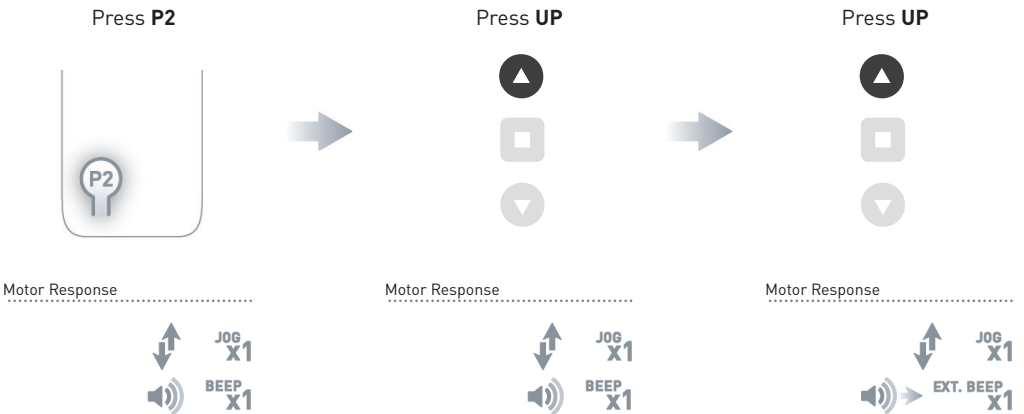 Press P2
Press UP
Press UP
P2
Motor Response
Motor Response
Motor Response
JOG
X1
JOG
X1
JOG
X1
BEEP
X1
BEEP
X1
EXT. BEEP
X1